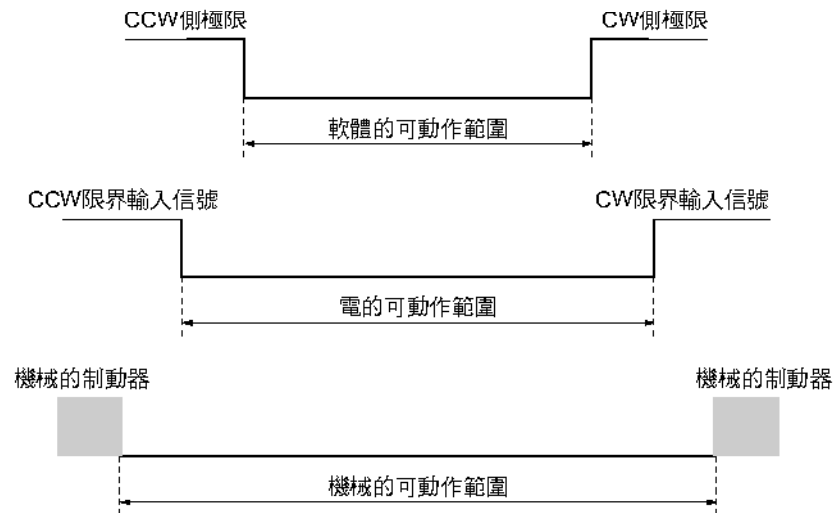 CCW側極限
CW側極限
軟體的可動作範圍
CCW限界輸入信號
CW限界輸入信號
電的可動作範圍
機械的制動器
機械的制動器
機械的可動作範圍